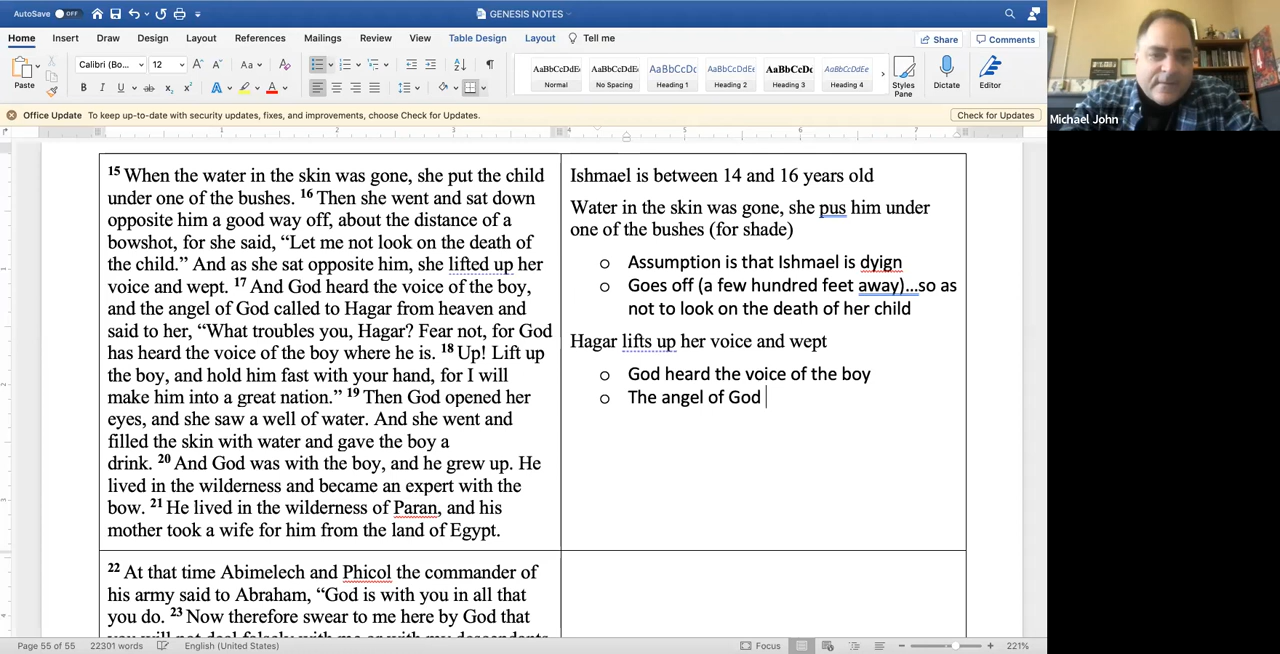 AutoSave OFF
GENESIS NOTES
Home Insert Draw Design Layout References Mailings Review View Table Design Layout Tell me
Share Comments
Paste
Calibri (Bo... 12
AaBbCcDdE Normal
AaBbCcDdE No Spacing
AaBbCcDc Heading 1
AaBbCcDdE Heading 2
AaBbCcDc Heading 3
AaBbCcDdEe Heading 4
Styles Pane
Dictate
Editor
Office Update To keep up-to-date with security updates, fixes, and improvements, choose Check for Updates.
Check for Updates
Michael John
15 When the water in the skin was gone, she put the child
under one of the bushes. 16 Then she went and sat down
opposite him a good way off, about the distance of a
bowshot, for she said, “Let me not look on the death of
the child.” And as she sat opposite him, she lifted up her
voice and wept. 17 And God heard the voice of the boy,
and the angel of God called to Hagar from heaven and
said to her, “What troubles you, Hagar? Fear not, for God
has heard the voice of the boy where he is. 18 Up! Lift up
the boy, and hold him fast with your hand, for I will
make him into a great nation.” 19 Then God opened her
eyes, and she saw a well of water. And she went and
filled the skin with water and gave the boy a
drink. 20 And God was with the boy, and he grew up. He
lived in the wilderness and became an expert with the
bow. 21 He lived in the wilderness of Paran, and his
mother took a wife for him from the land of Egypt.
Ishmael is between 14 and 16 years old
Water in the skin was gone, she pus him under
one of the bushes (for shade)
o Assumption is that Ishmael is dyign
o Goes off (a few hundred feet away)...so as
not to look on the death of her child
Hagar lifts up her voice and wept
o God heard the voice of the boy
o The angel of God
22 At that time Abimelech and Phicol the commander of
his army said to Abraham, “God is with you in all that
you do. 23 Now therefore swear to me here by God that
Page 55 of 55 22301 words English (United States)
Focus
221%